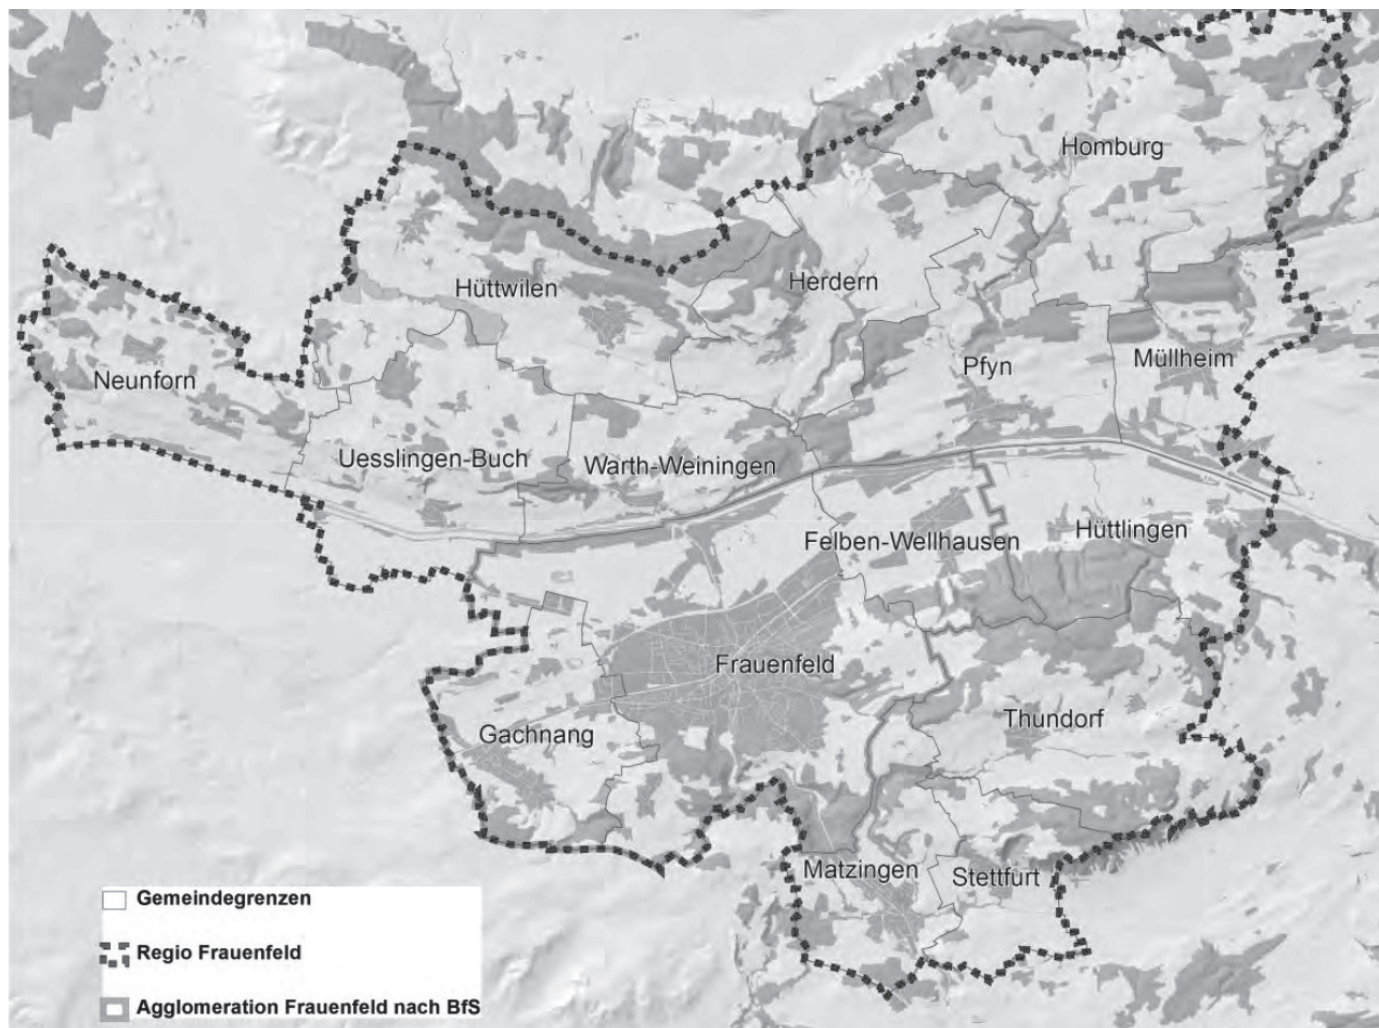 Homburg
Hüttwilen
Herdern
Neunforn
Pfyn
Müllheim
Uesslingen-Buch
Warth-Weiningen
Felben-Wellhausen
Hüttlingen
Frauenfeld
Gachnang
Thundorf
Matzingen
Stettfurt
Gemeindegrenzen
Regio Frauenfeld
Agglomeration Frauenfeld nach BfS